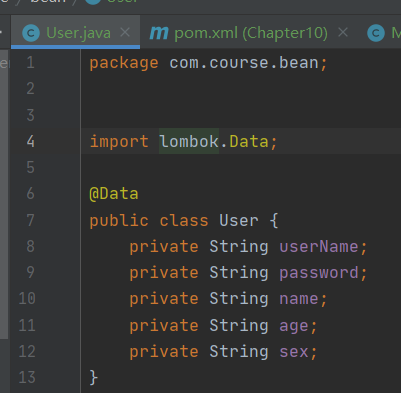 bean User
User.java pom.xml (Chapter10) M
1 package com.course.bean;
2
3
4 import lombok.Data;
5
6 @Data
7 public class User {
8 private String userName;
9 private String password;
10 private String name;
11 private String age;
12 private String sex;
13 }